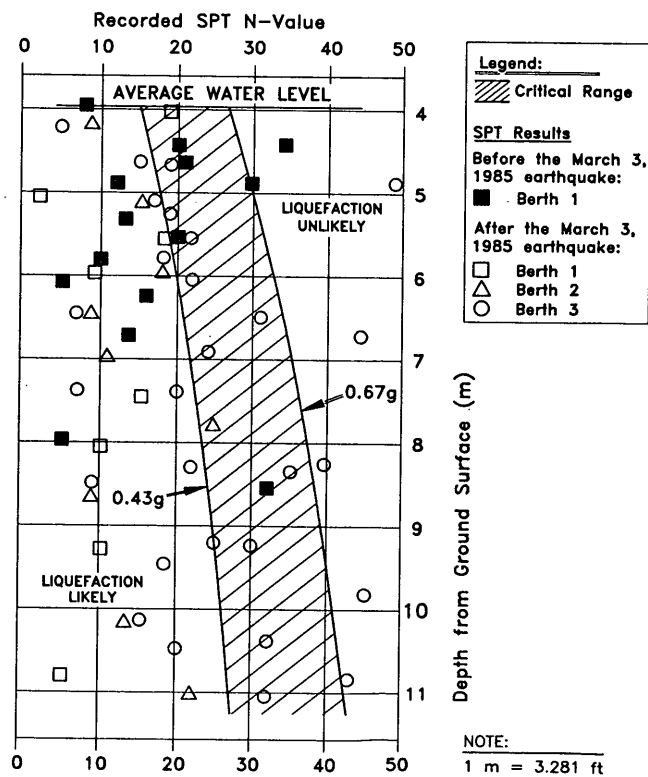 Recorded SPT N-Value
0 10 20 30 40 50
AVERAGE WATER LEVEL
4
5
LIQUEFACTION
UNLIKELY
6
7
0.67g
8
0.43g
9
LIQUEFACTION
LIKELY
10
11
0 10 20 30 40 50
Depth from Ground Surface (m)
Legend:
Critical Range
SPT Results
Before the March 3,
1985 earthquake:
Berth 1
After the March 3,
1985 earthquake:
Berth 1
Berth 2
Berth 3
NOTE:
1 m = 3.281 ft